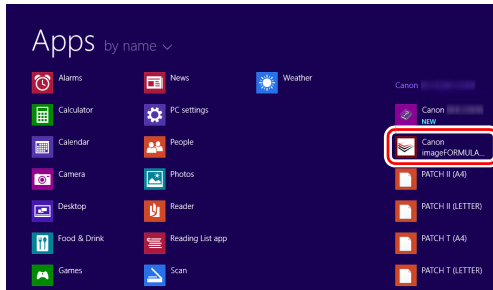 Apps by name
Alarms
Calculator
Calendar
Camera
Desktop
Food & Drink
Games
News
PC settings
People
Photos
Reader
Reading List app
Scan
Weather
Canon
Canon
NEW
Canon
imageFORMULA...
PATCH II (A4)
PATCH II (LETTER)
PATCH T (A4)
PATCH T (LETTER)